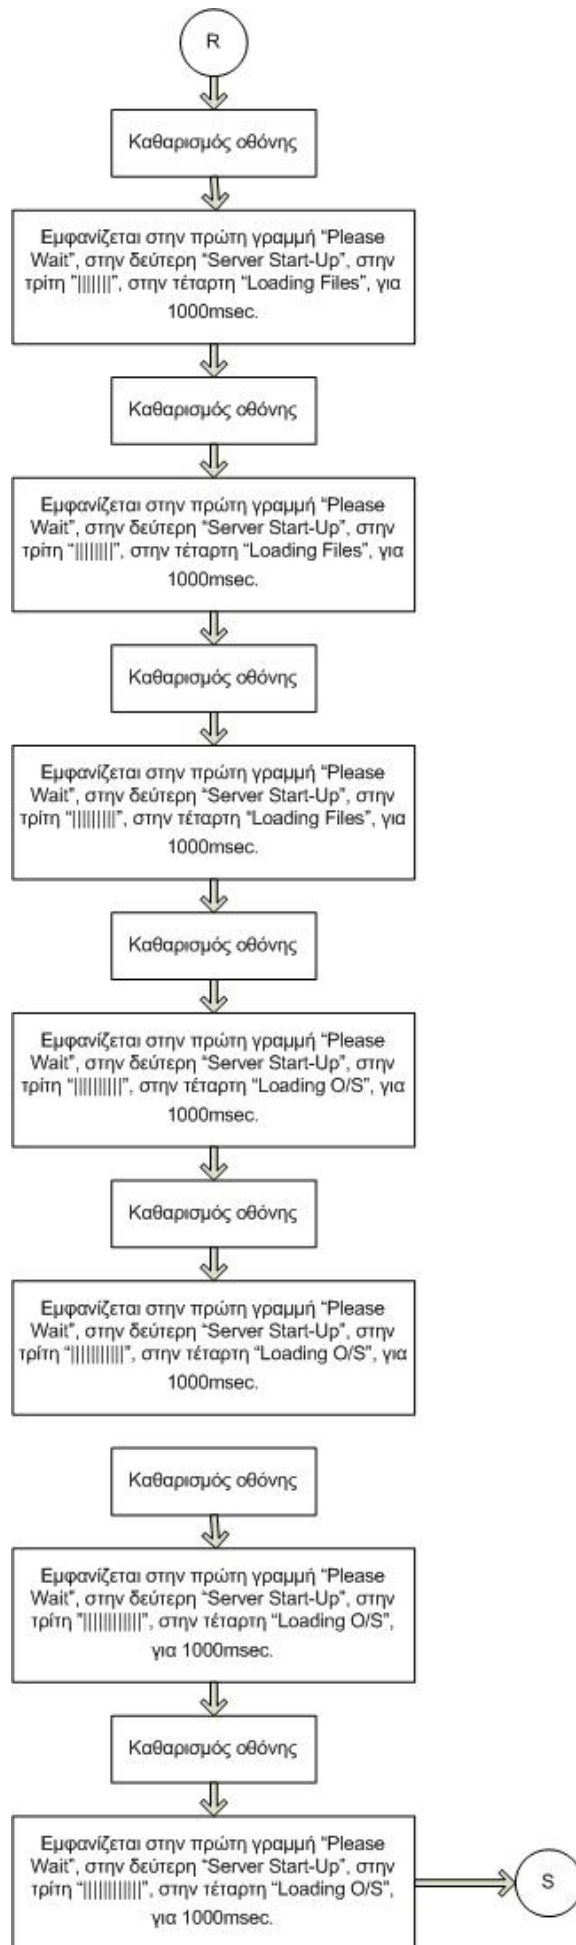 R
Καθαρισμός οθόνης
Εμφανίζεται στην πρώτη γραμμή “Please
Wait”, στην δεύτερη “Server Start-Up”, στην
τρίτη ”|||||||”, στην τέταρτη “Loading Files”, για
1000msec.
Καθαρισμός οθόνης
Εμφανίζεται στην πρώτη γραμμή “Please
Wait”, στην δεύτερη “Server Start-Up”, στην
τρίτη “||||||||”, στην τέταρτη “Loading Files”, για
1000msec.
Καθαρισμός οθόνης
Εμφανίζεται στην πρώτη γραμμή “Please
Wait”, στην δεύτερη “Server Start-Up”, στην
τρίτη “|||||||||”, στην τέταρτη “Loading Files”, για
1000msec.
Καθαρισμός οθόνης
Εμφανίζεται στην πρώτη γραμμή “Please
Wait”, στην δεύτερη “Server Start-Up”, στην
τρίτη “||||||||||”, στην τέταρτη “Loading O/S”, για
1000msec.
Καθαρισμός οθόνης
Εμφανίζεται στην πρώτη γραμμή “Please
Wait”, στην δεύτερη “Server Start-Up”, στην
τρίτη “|||||||||||”, στην τέταρτη “Loading O/S”, για
1000msec.
Καθαρισμός οθόνης
Εμφανίζεται στην πρώτη γραμμή “Please
Wait”, στην δεύτερη “Server Start-Up”, στην
τρίτη ”||||||||||||”, στην τέταρτη “Loading O/S”,
για 1000msec.
Καθαρισμός οθόνης
Εμφανίζεται στην πρώτη γραμμή “Please
Wait”, στην δεύτερη “Server Start-Up”, στην
τρίτη “||||||||||||”, στην τέταρτη “Loading O/S”,
για 1000msec.
S